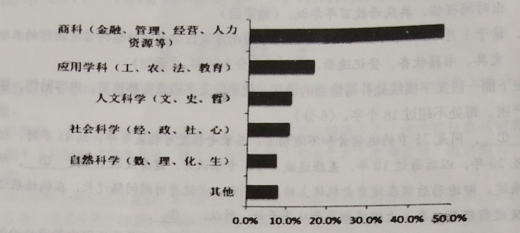 商科（金融、管理、经营、人力
资源等）
应用学科（工、农、法、教育）
人文科学（文、史、哲）
社会科学（经、政、社、心）
自然科学（数、理、化、生）
其他
0.0% 10.0% 20.0% 30.0% 40.0% 50.0%